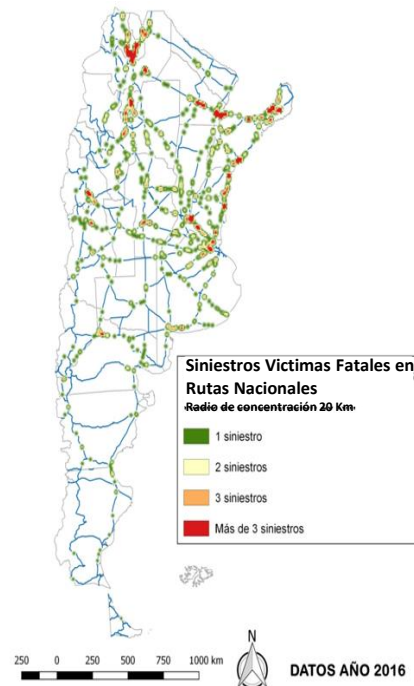 Siniestros Victimas Fatales en
Rutas Nacionales
Radio de concentración 20 Km.
1 siniestro
2 siniestros
3 siniestros
Más de 3 siniestros
N
250 0 250 500 750 1000 km
DATOS AÑO 2016